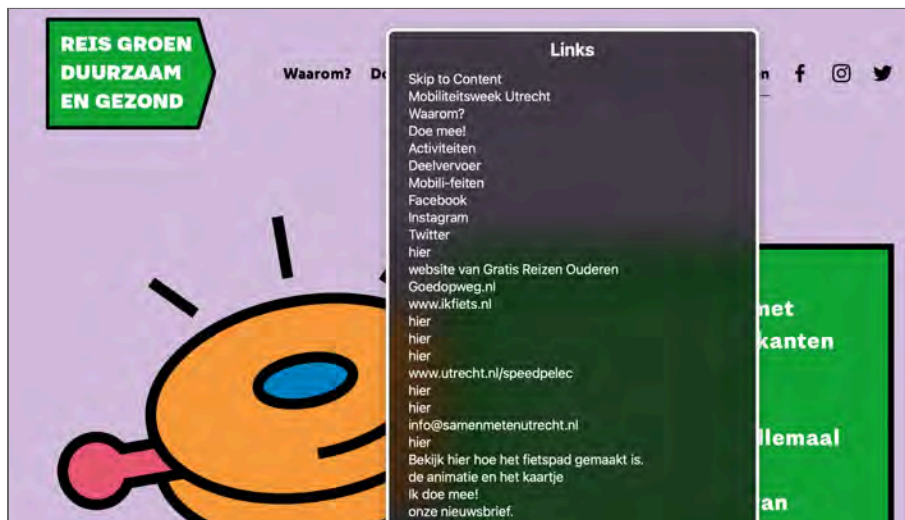 REIS GROEN
DUURZAAM
EN GEZOND
Waarom?
Links
Skip to Content
Mobiliteitsweek Utrecht
Waarom?
Doe mee!
Activiteiten
Deelvervoer
Mobili-feiten
Facebook
Instagram
Twitter
hier
website van Gratis Reizen Ouderen
Goedopweg.nl
www.ikfiets.nl
hier
hier
hier
www.utrecht.nl/speedpelec
hier
hier
info@samenmetenutrecht.nl
hier
Bekijk hier hoe het fietspad gemaakt is.
de animatie en het kaartje
Ik doe mee!
onze nieuwsbrief.
met
kanten